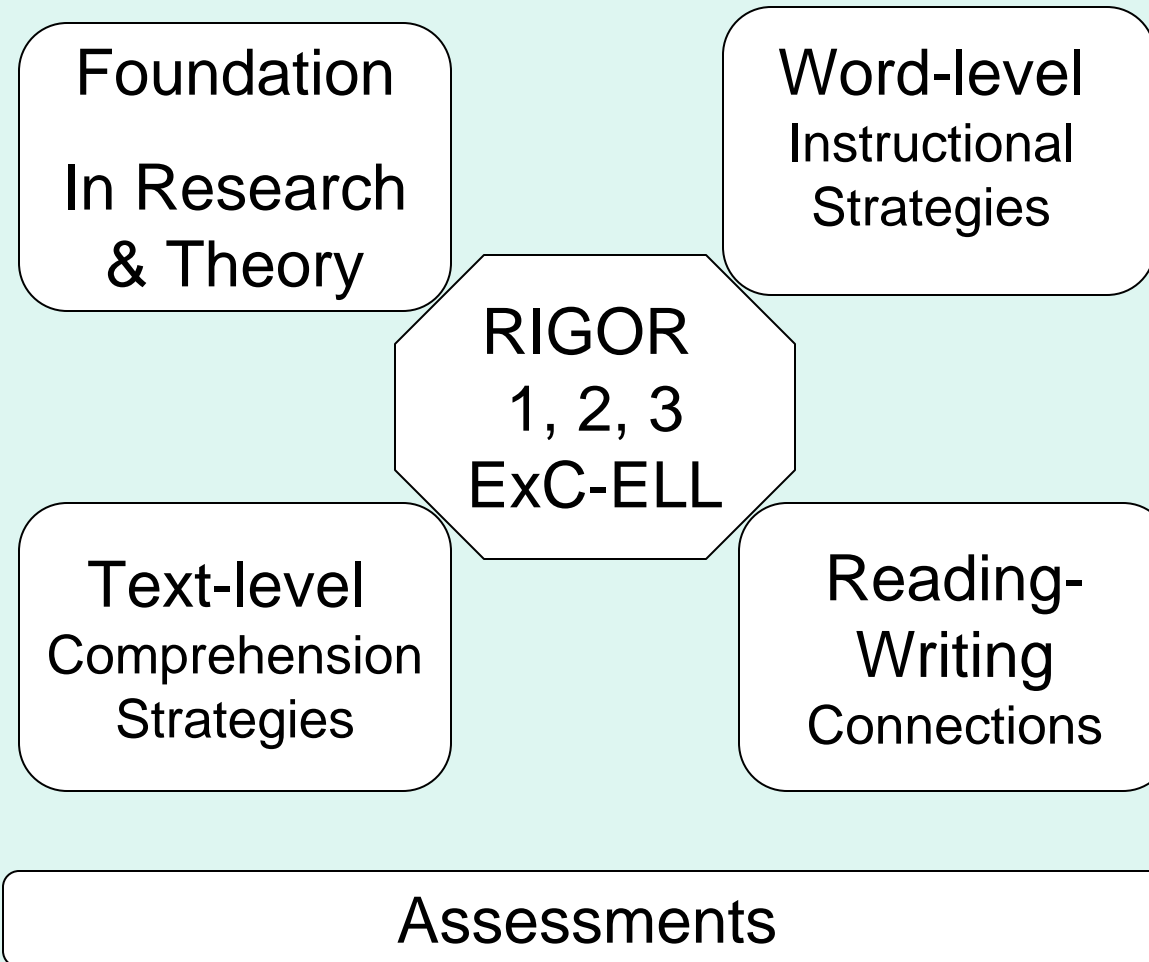 Foundation
In Research
& Theory
Word-level
Instructional
Strategies
RIGOR
1, 2, 3
ExC-ELL
Text-level
Comprehension
Strategies
Reading-
Writing
Connections
Assessments